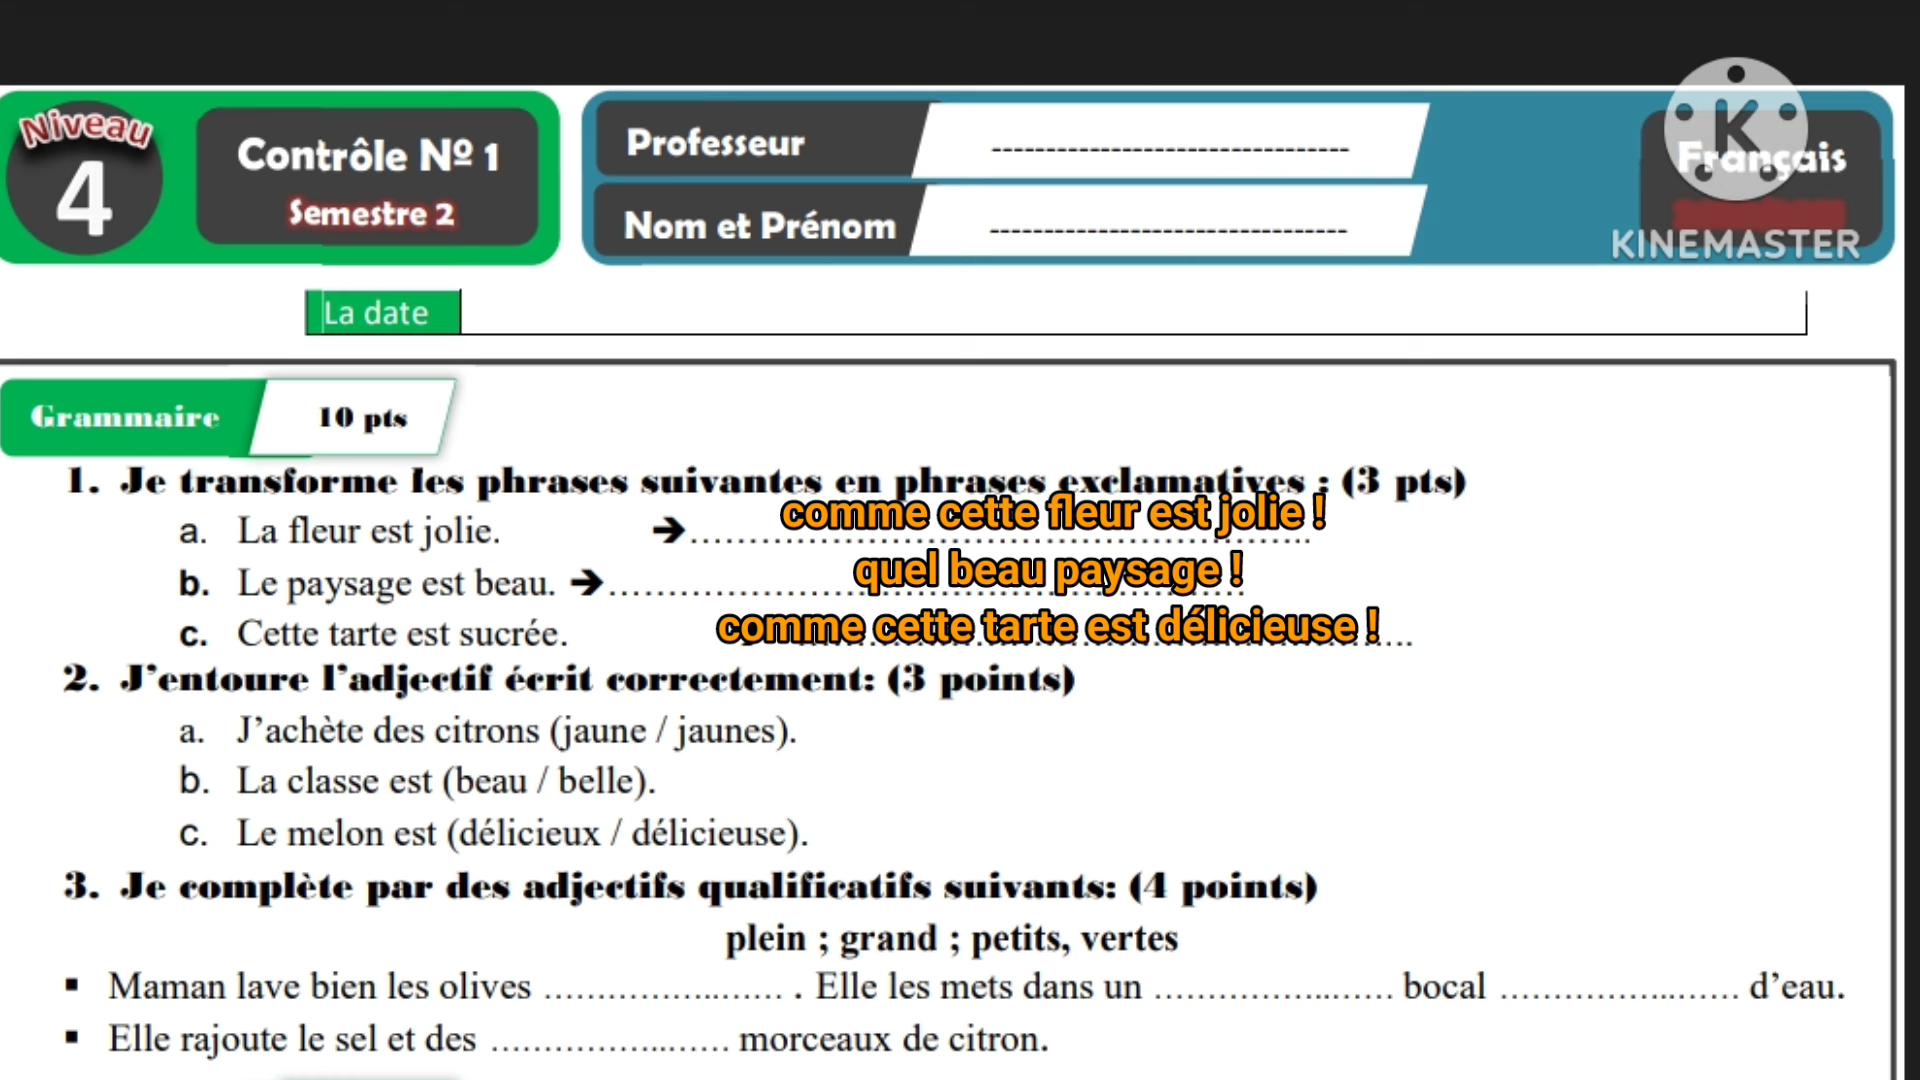 Niveau
4
Contrôle Nº 1
Semestre 2
Professeur --------------------------------
Nom et Prénom --------------------------------
Français
KINEMASTER
La date
Grammaire 10 pts
1. Je transforme les phrases suivantes en phrases exclamatives : (3 pts)
a. La fleur est jolie. ➔ comme cette fleur est jolie !
b. Le paysage est beau. ➔ quel beau paysage !
c. Cette tarte est sucrée. comme cette tarte est délicieuse !
2. J’entoure l’adjectif écrit correctement: (3 points)
a. J’achète des citrons (jaune / jaunes).
b. La classe est (beau / belle).
c. Le melon est (délicieux / délicieuse).
3. Je complète par des adjectifs qualificatifs suivants: (4 points)
plein ; grand ; petits, vertes
▪ Maman lave bien les olives ........................ . Elle les mets dans un ........................ bocal ........................ d’eau.
▪ Elle rajoute le sel et des ........................ morceaux de citron.